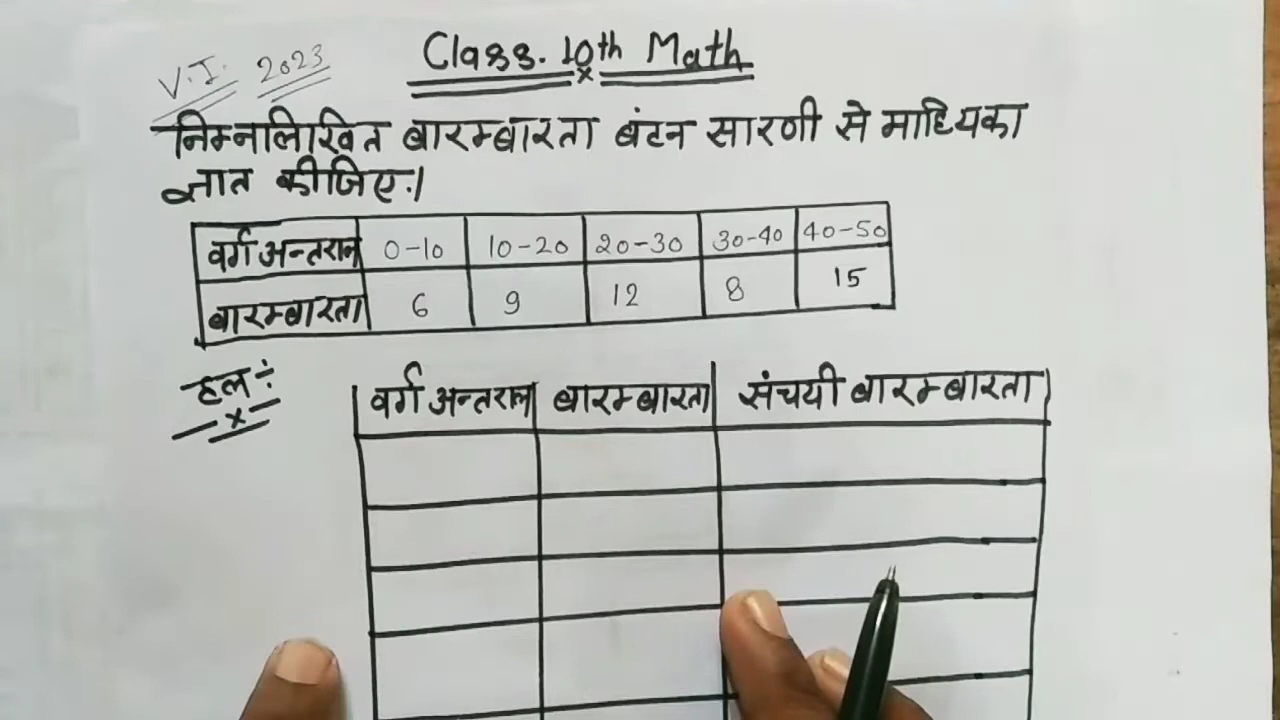 Class. 10th Math
V.I. 2023
निम्नलिखित बारम्बारता बंटन सारणी से माध्यिका
ज्ञात कीजिए।
वर्ग अन्तराल 0-10 10-20 20-30 30-40 40-50
बारम्बारता 6 9 12 8 15
हल÷
वर्ग अन्तराल बारम्बारता संचयी बारम्बारता